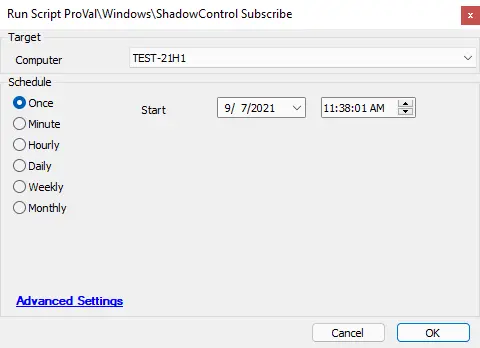 Run Script ProVal\Windows\ShadowControl Subscribe
x
Target
Computer TEST-21H1
Schedule
Once Start 9/ 7/2021 11:38:01 AM
Minute
Hourly
Daily
Weekly
Monthly
Advanced Settings
Cancel OK